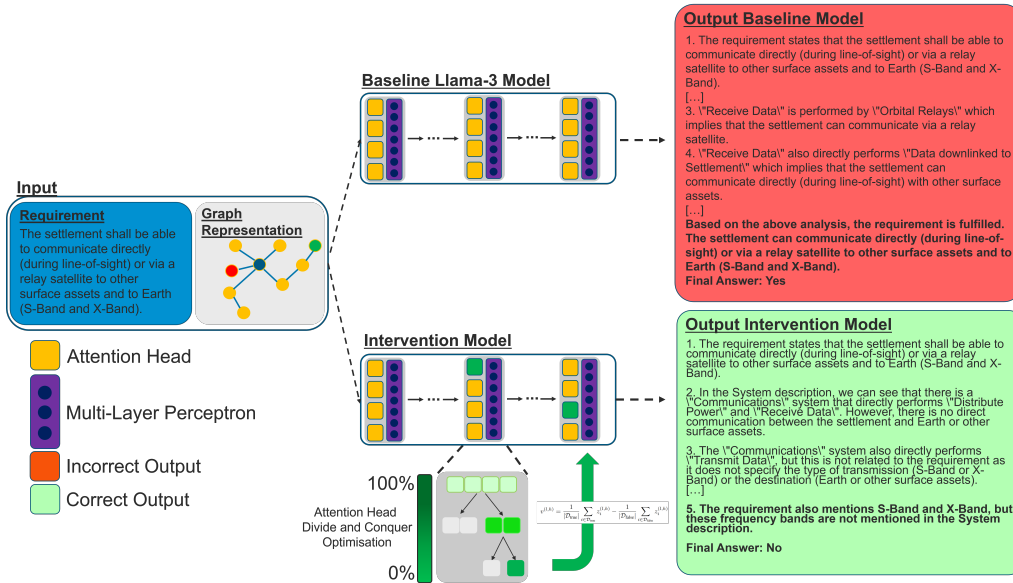 Input
Requirement
The settlement shall be able
to communicate directly
(during line-of-sight) or via a
relay satellite to other
surface assets and to Earth
(S-Band and X-Band).
Graph
Representation
Attention Head
Multi-Layer Perceptron
Incorrect Output
Correct Output
Baseline Llama-3 Model
Intervention Model
100%
Attention Head
Divide and Conquer
Optimisation
0%
Output Baseline Model
1. The requirement states that the settlement shall be able to
communicate directly (during line-of-sight) or via a relay
satellite to other surface assets and to Earth (S-Band and X-
Band).
[…]
3. \"Receive Data\" is performed by \"Orbital Relays\" which
implies that the settlement can communicate via a relay
satellite.
4. \"Receive Data\" also directly performs \"Data downlinked to
Settlement\" which implies that the settlement can
communicate directly (during line-of-sight) with other surface
assets.
[…]
Based on the above analysis, the requirement is fulfilled.
The settlement can communicate directly (during line-of-
sight) or via a relay satellite to other surface assets and to
Earth (S-Band and X-Band).
Final Answer: Yes
Output Intervention Model
1. The requirement states that the settlement shall be able to
communicate directly (during line-of-sight) or via a relay
satellite to other surface assets and to Earth (S-Band and X-
Band).
2. In the System description, we can see that there is a
\"Communications\" system that directly performs \"Distribute
Power\" and \"Receive Data\". However, there is no direct
communication between the settlement and Earth or other
surface assets.
3. The \"Communications\" system also directly performs
\"Transmit Data\", but this is not related to the requirement as
it does not specify the type of transmission (S-Band or X-
Band) or the destination (Earth or other surface assets).
[…]
5. The requirement also mentions S-Band and X-Band, but
these frequency bands are not mentioned in the System
description.
Final Answer: No